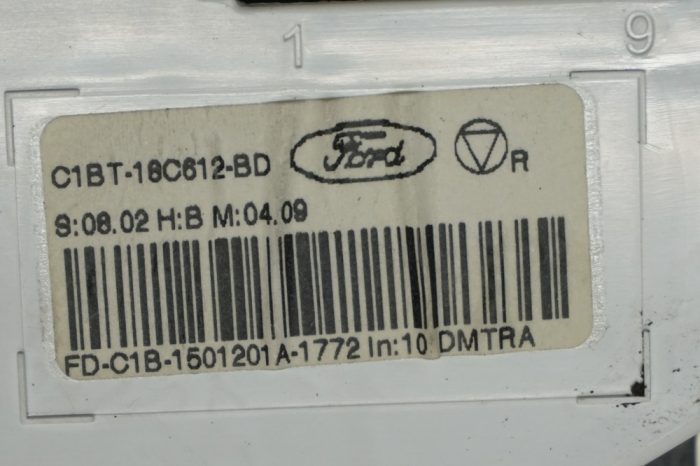 1 9
C1BT-18C612-BD Ford R
S:08.02 H:B M:04.09
FD-C1B-1501201A-1772 In:10 DMTRA